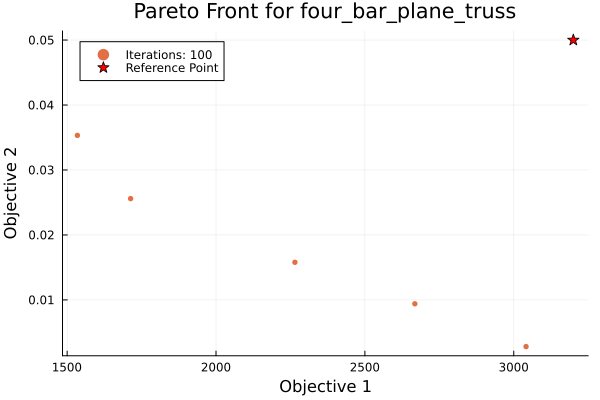 Pareto Front for four_bar_plane_truss
Iterations: 100
Reference Point
Objective 2
0.05
0.04
0.03
0.02
0.01
1500
2000
2500
3000
Objective 1